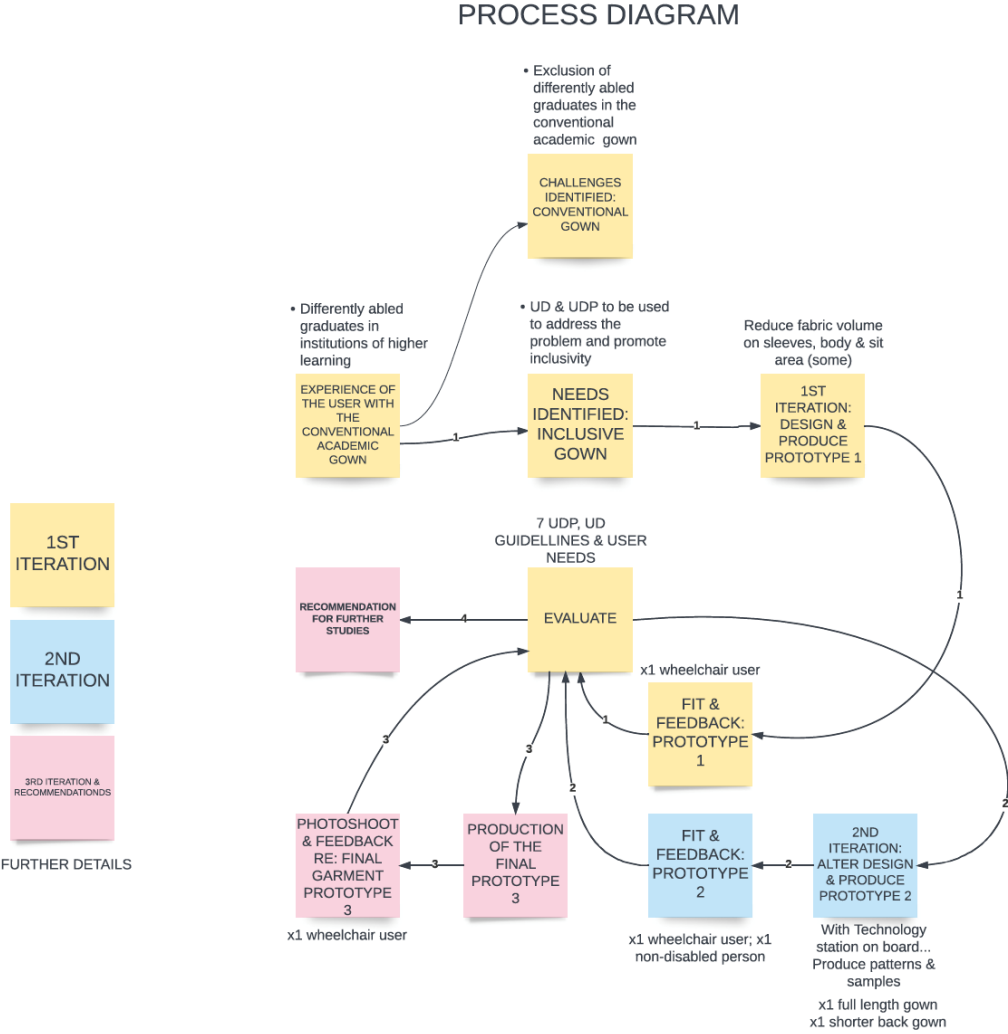 PROCESS DIAGRAM
• Exclusion of
differently abled
graduates in the
conventional
academic gown
CHALLENGES
IDENTIFIED:
CONVENTIONAL
GOWN
• Differently abled
graduates in
institutions of higher
learning
EXPERIENCE OF
THE USER WITH
THE
CONVENTIONAL
ACADEMIC
GOWN
1
• UD & UDP to be used
to address the
problem and promote
inclusivity
NEEDS
IDENTIFIED:
INCLUSIVE
GOWN
1
Reduce fabric volume
on sleeves, body & sit
area (some)
1ST
ITERATION:
DESIGN &
PRODUCE
PROTOTYPE 1
1
1ST
ITERATION
2ND
ITERATION
3RD ITERATION &
RECOMMENDATIONDS
FURTHER DETAILS
7 UDP, UD
GUIDELLINES & USER
NEEDS
EVALUATE
4
RECOMMENDATION
FOR FURTHER
STUDIES
x1 wheelchair user
FIT &
FEEDBACK:
PROTOTYPE
1
1
2
3
3
2
PHOTOSHOOT
& FEEDBACK
RE: FINAL
GARMENT
PROTOTYPE
3
x1 wheelchair user
3
PRODUCTION
OF THE
FINAL
PROTOTYPE
3
FIT &
FEEDBACK:
PROTOTYPE
2
x1 wheelchair user; x1
non-disabled person
2
2ND
ITERATION:
ALTER DESIGN
& PRODUCE
PROTOTYPE 2
With Technology
station on board...
Produce patterns &
samples
x1 full length gown
x1 shorter back gown